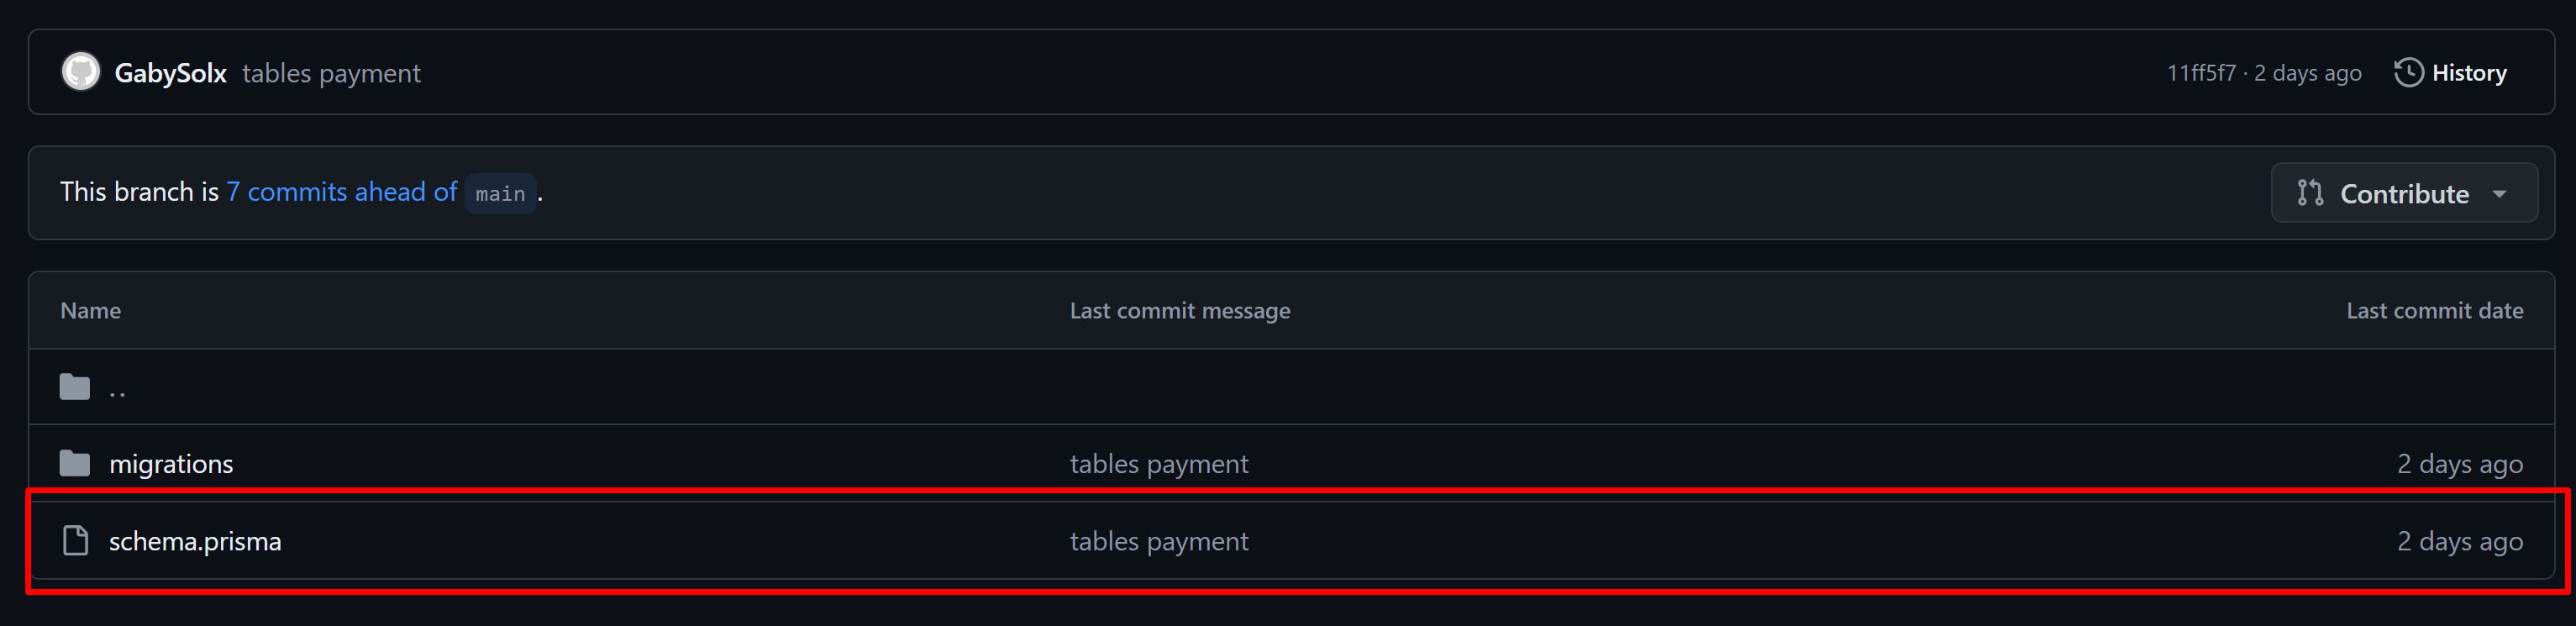 GabySolx tables payment 11ff5f7 · 2 days ago History
This branch is 7 commits ahead of main.
Contribute
Name Last commit message Last commit date
..
migrations tables payment 2 days ago
schema.prisma tables payment 2 days ago